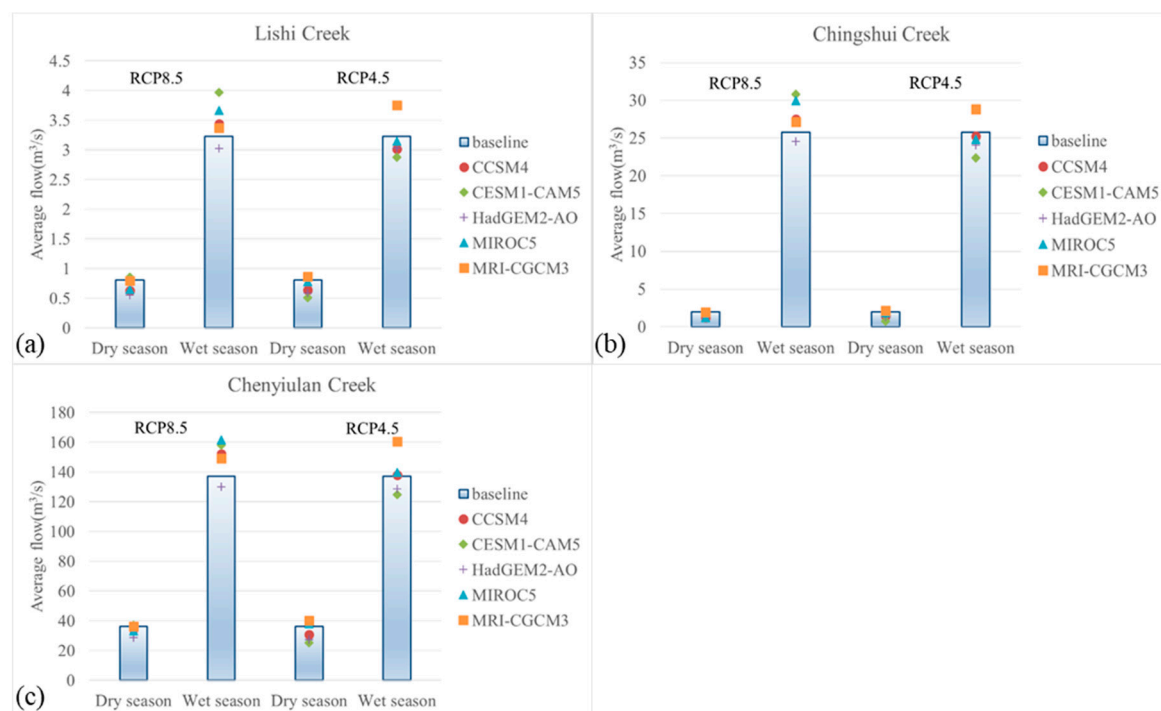 Lishi Creek
4.5
4
3.5
3
2.5
2
1.5
1
0.5
0
Average flow(m³/s)
RCP8.5 RCP4.5
Dry season Wet season Dry season Wet season
baseline
CCSM4
CESM1-CAM5
HadGEM2-AO
MIROC5
MRI-CGCM3
(a)
Chingshui Creek
35
30
25
20
15
10
5
0
Average flow(m³/s)
RCP8.5 RCP4.5
Dry season Wet season Dry season Wet season
baseline
CCSM4
CESM1-CAM5
HadGEM2-AO
MIROC5
MRI-CGCM3
(b)
Chenyiulan Creek
180
160
140
120
100
80
60
40
20
0
Average flow(m³/s)
RCP8.5 RCP4.5
Dry season Wet season Dry season Wet season
baseline
CCSM4
CESM1-CAM5
HadGEM2-AO
MIROC5
MRI-CGCM3
(c)